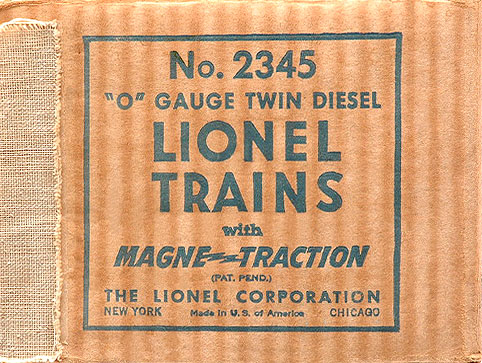 No. 2345
"O" GAUGE TWIN DIESEL
LIONEL
TRAINS
with
MAGNE TRACTION
(PAT. PEND.)
THE LIONEL CORPORATION
NEW YORK Made in U. S. of America CHICAGO